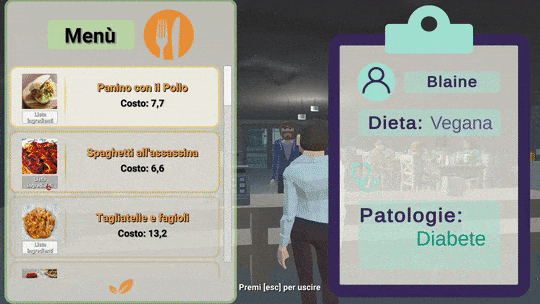 Menù
Panino con il Pollo
Costo: 7,7
Lista
ingredienti
Spaghetti all'assassina
Costo: 6,6
Tagliatelle e fagioli
Costo: 13,2
Lista
ingredienti
Premi [esc] per uscire
Blaine
Dieta: Vegana
Patologie:
Diabete